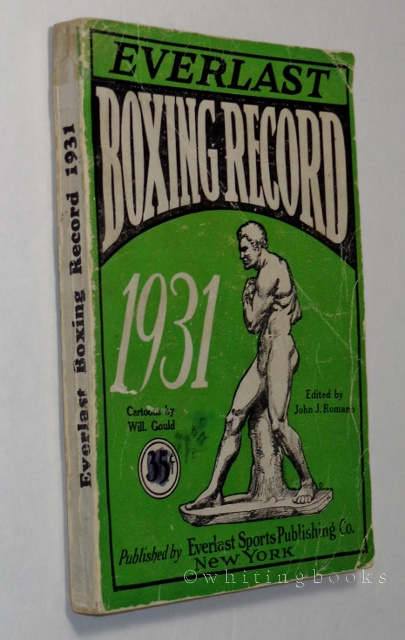 EVERLAST
BOXING RECORD
1931
Cartoons by
Will. Gould
35¢
Edited by
John J. Romano
Published by Everlast Sports Publishing Co.
New York
Everlast Boxing Record 1931
©whitingbooks